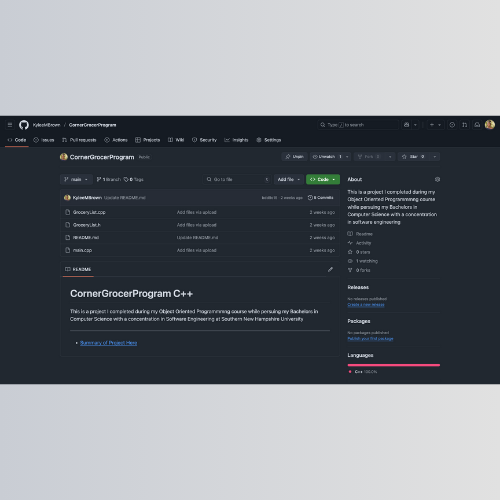 KyleeMBrown / CornerGrocerProgram
Type / to search
Code Issues Pull requests Actions Projects Wiki Security Insights Settings
CornerGrocerProgram Public
Unpin Unwatch 1 Fork 0 Star 0
main 1 Branch 0 Tags Go to file t Add file Code
KyleeMBrown Update README.md 2 weeks ago 5 Commits
GroceryList.cpp Add files via upload 2 weeks ago
GroceryList.h Add files via upload 2 weeks ago
README.md Update README.md 2 weeks ago
main.cpp Add files via upload 2 weeks ago
README
CornerGrocerProgram C++
This is a project I completed during my Object Oriented Programmnng course while persuing my Bachelors in
Computer Science with a concentration in Software Engineering at Southern New Hampshire University
Summary of Project Here
About
This is a project I completed during my
Object Oriented Programmnng course
while persuing my Bachelors in
Computer Science with a concentration
in software engineering
Readme
Activity
0 stars
1 watching
0 forks
Releases
No releases published
Create a new release
Packages
No packages published
Publish your first package
Languages
C++ 100.0%